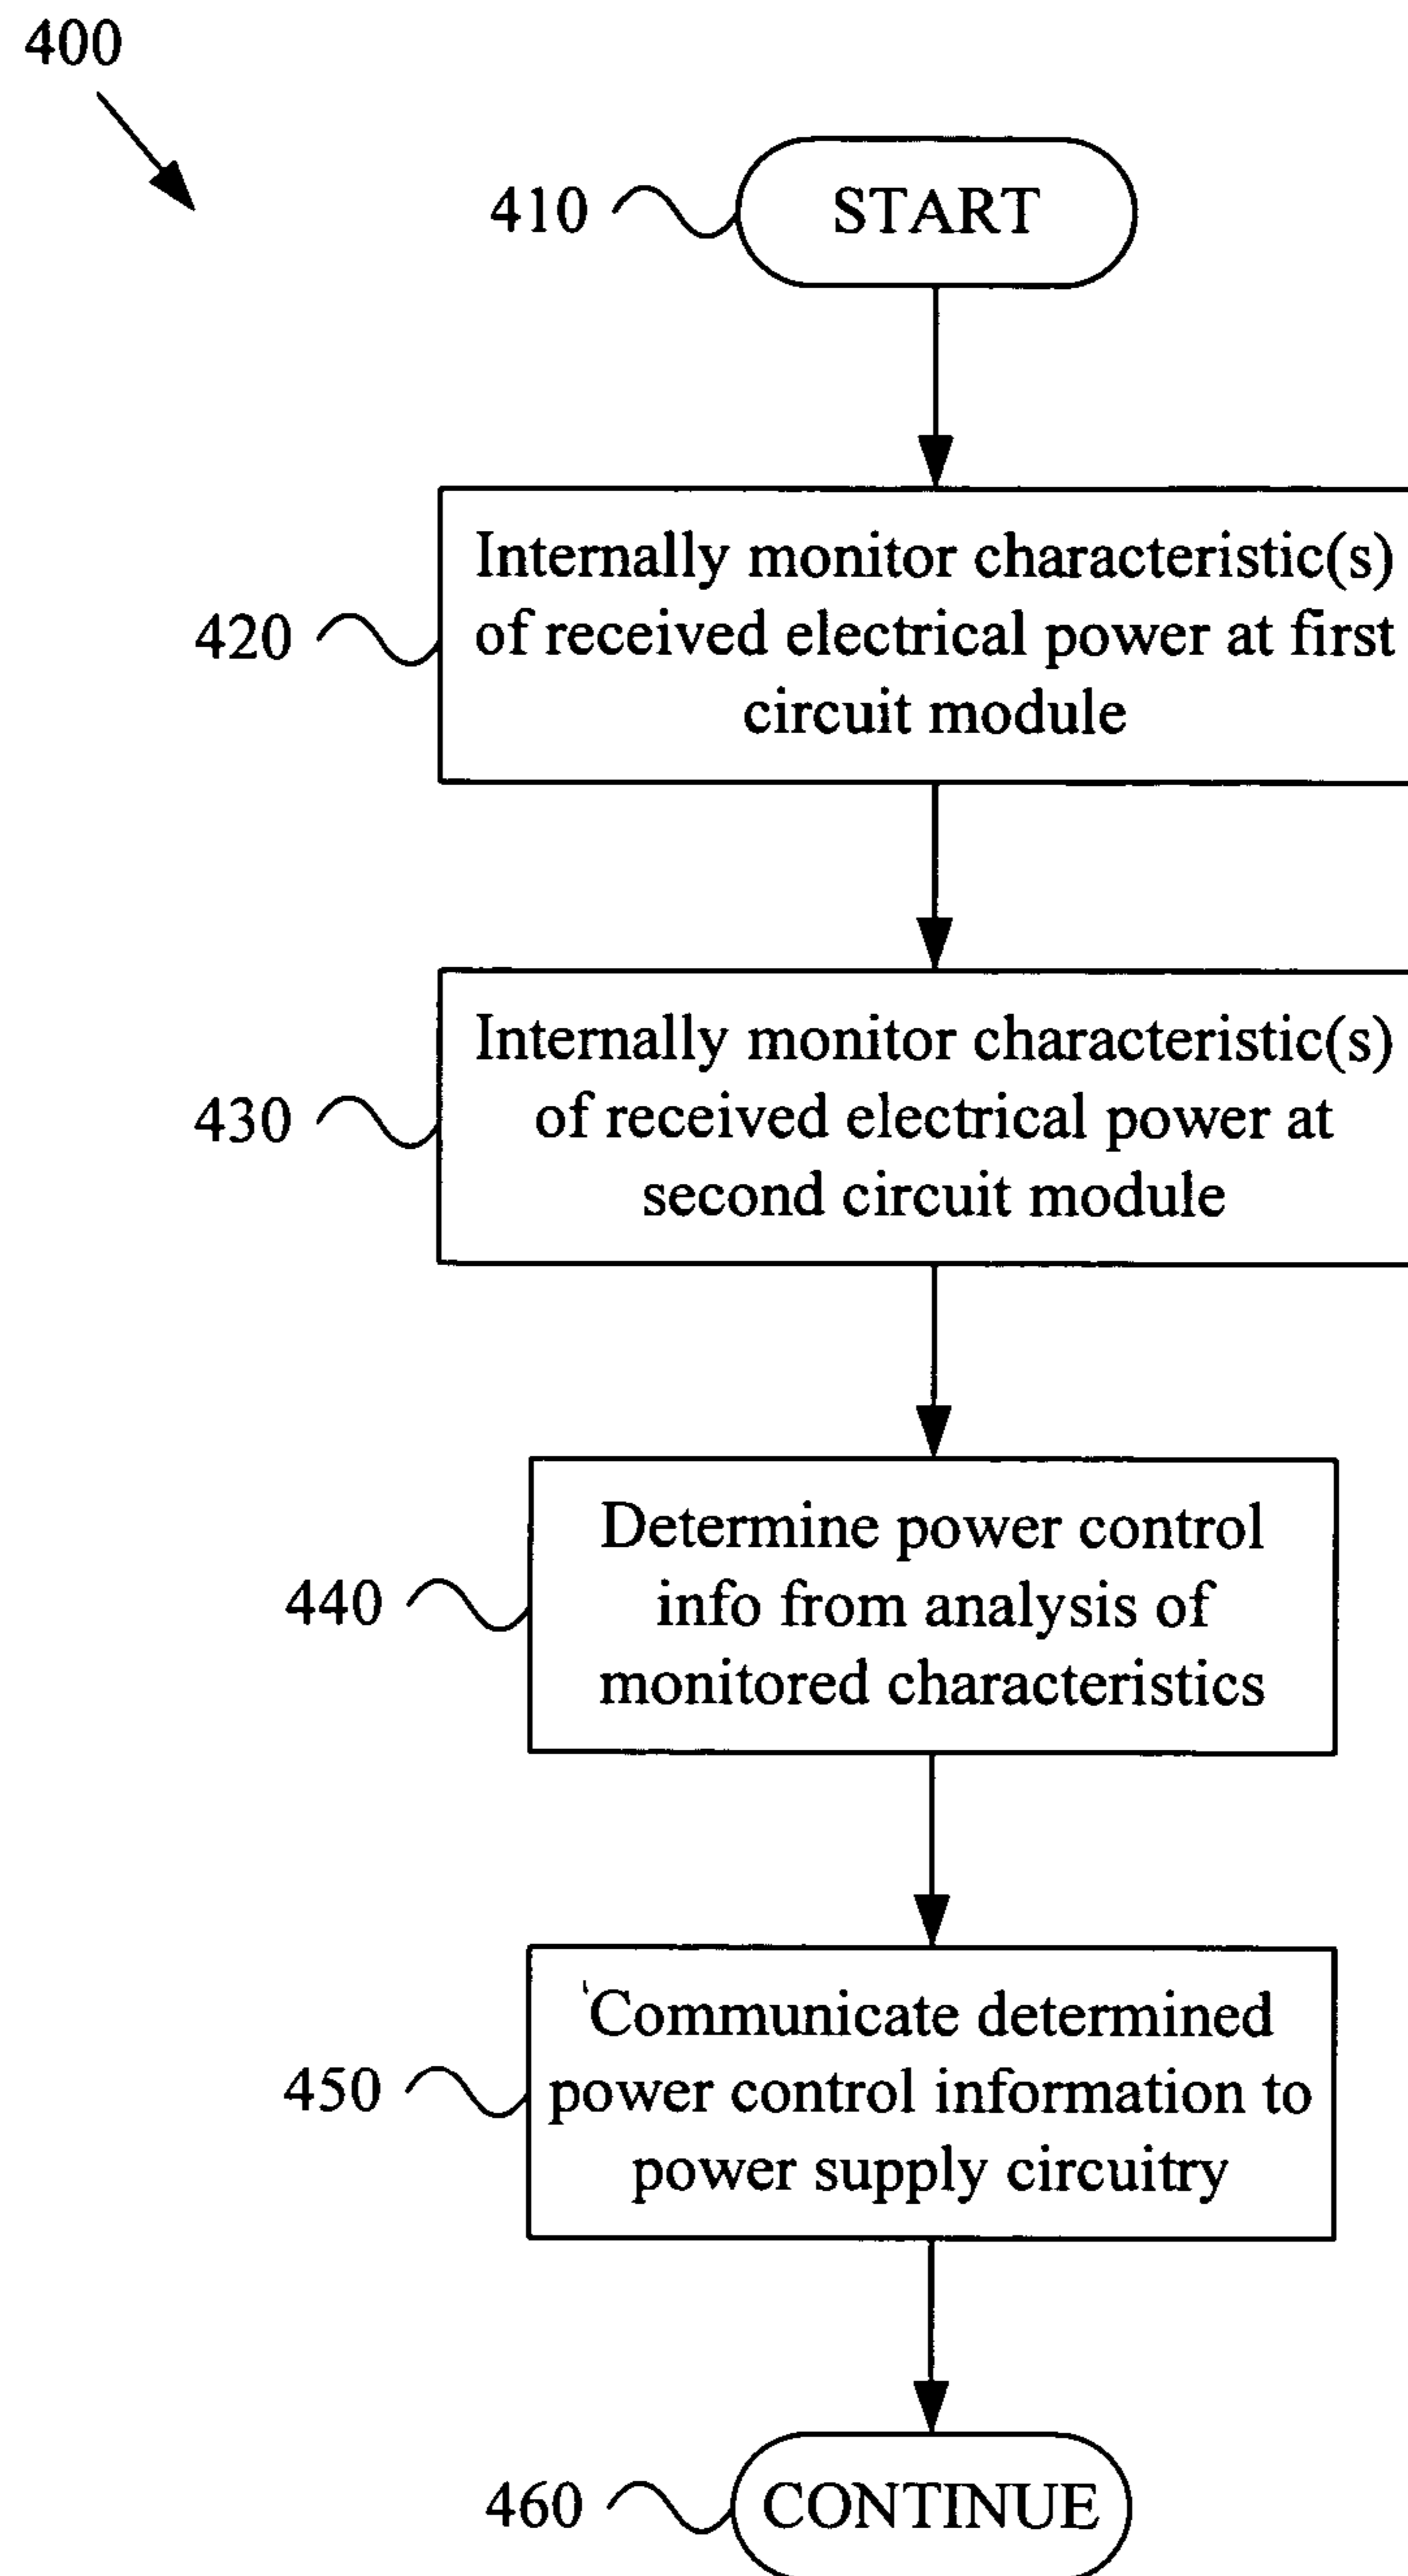 400
410
START
420
Internally monitor characteristic(s)
of received electrical power at first
circuit module
430
Internally monitor characteristic(s)
of received electrical power at
second circuit module
440
Determine power control
info from analysis of
monitored characteristics
450
Communicate determined
power control information to
power supply circuitry
460
CONTINUE